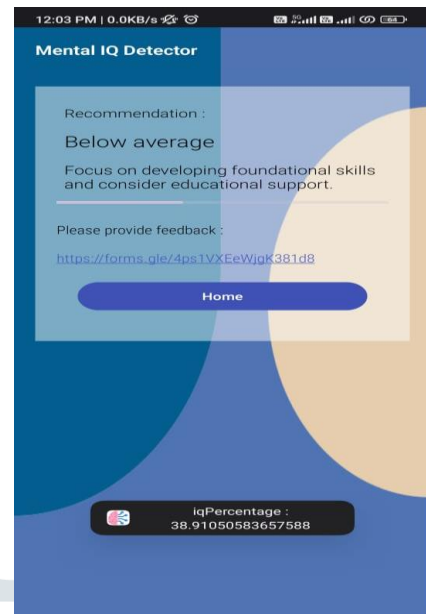 12:03 PM | 0.0KB/s
64
Mental IQ Detector
Recommendation :
Below average
Focus on developing foundational skills
and consider educational support.
Please provide feedback :
https://forms.gle/4ps1VXEeWjgK381d8
Home
iqPercentage :
38.91050583657588